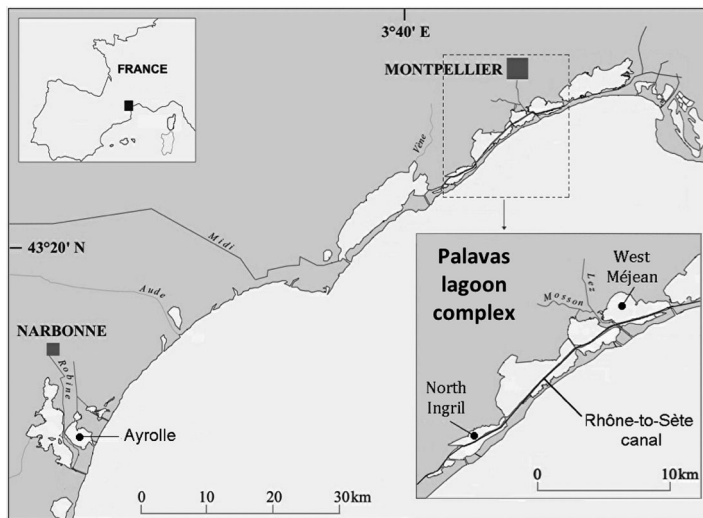 FRANCE
3°40 E
MONTPELLIER
Vène
43°20' N
Midi
Aude
NARBONNE
Robine
Ayrolle
0 10 20 30km
Palavas
lagoon
complex
West
Méjean
Lez
Mosson
North
Ingril
Rhône-to-Sète
canal
0 10km